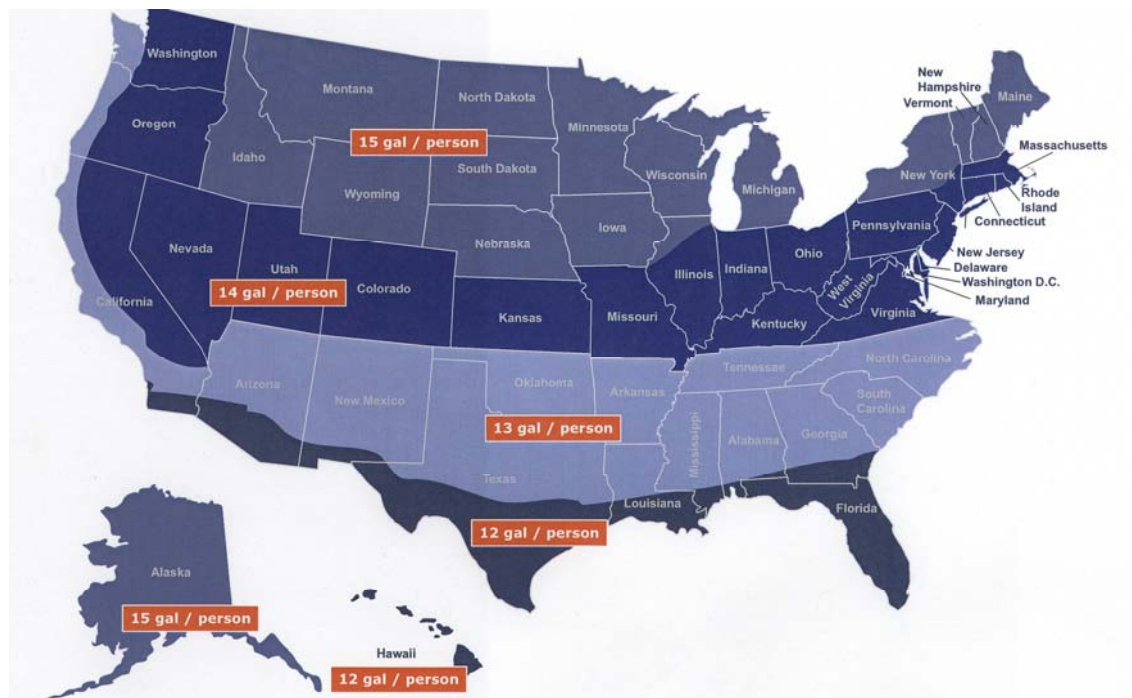 Washington
Montana
North Dakota
Minnesota
New
Hampshire
Vermont
Maine
Oregon
15 gal / person
Massachusetts
Idaho
South Dakota
Wisconsin
Michigan
New York
Wyoming
Rhode
Island
Connecticut
Nebraska
Iowa
Pennsylvania
Nevada
Utah
Colorado
Illinois
Indiana
Ohio
New Jersey
Delaware
Washington D.C.
Maryland
West
Virginia
14 gal / person
California
Kansas
Missouri
Kentucky
Virginia
Arizona
New Mexico
Oklahoma
Arkansas
Tennessee
North Carolina
South
Carolina
13 gal / person
Mississippi
Alabama
Georgia
Texas
Louisiana
Florida
12 gal / person
Alaska
15 gal / person
Hawaii
12 gal / person